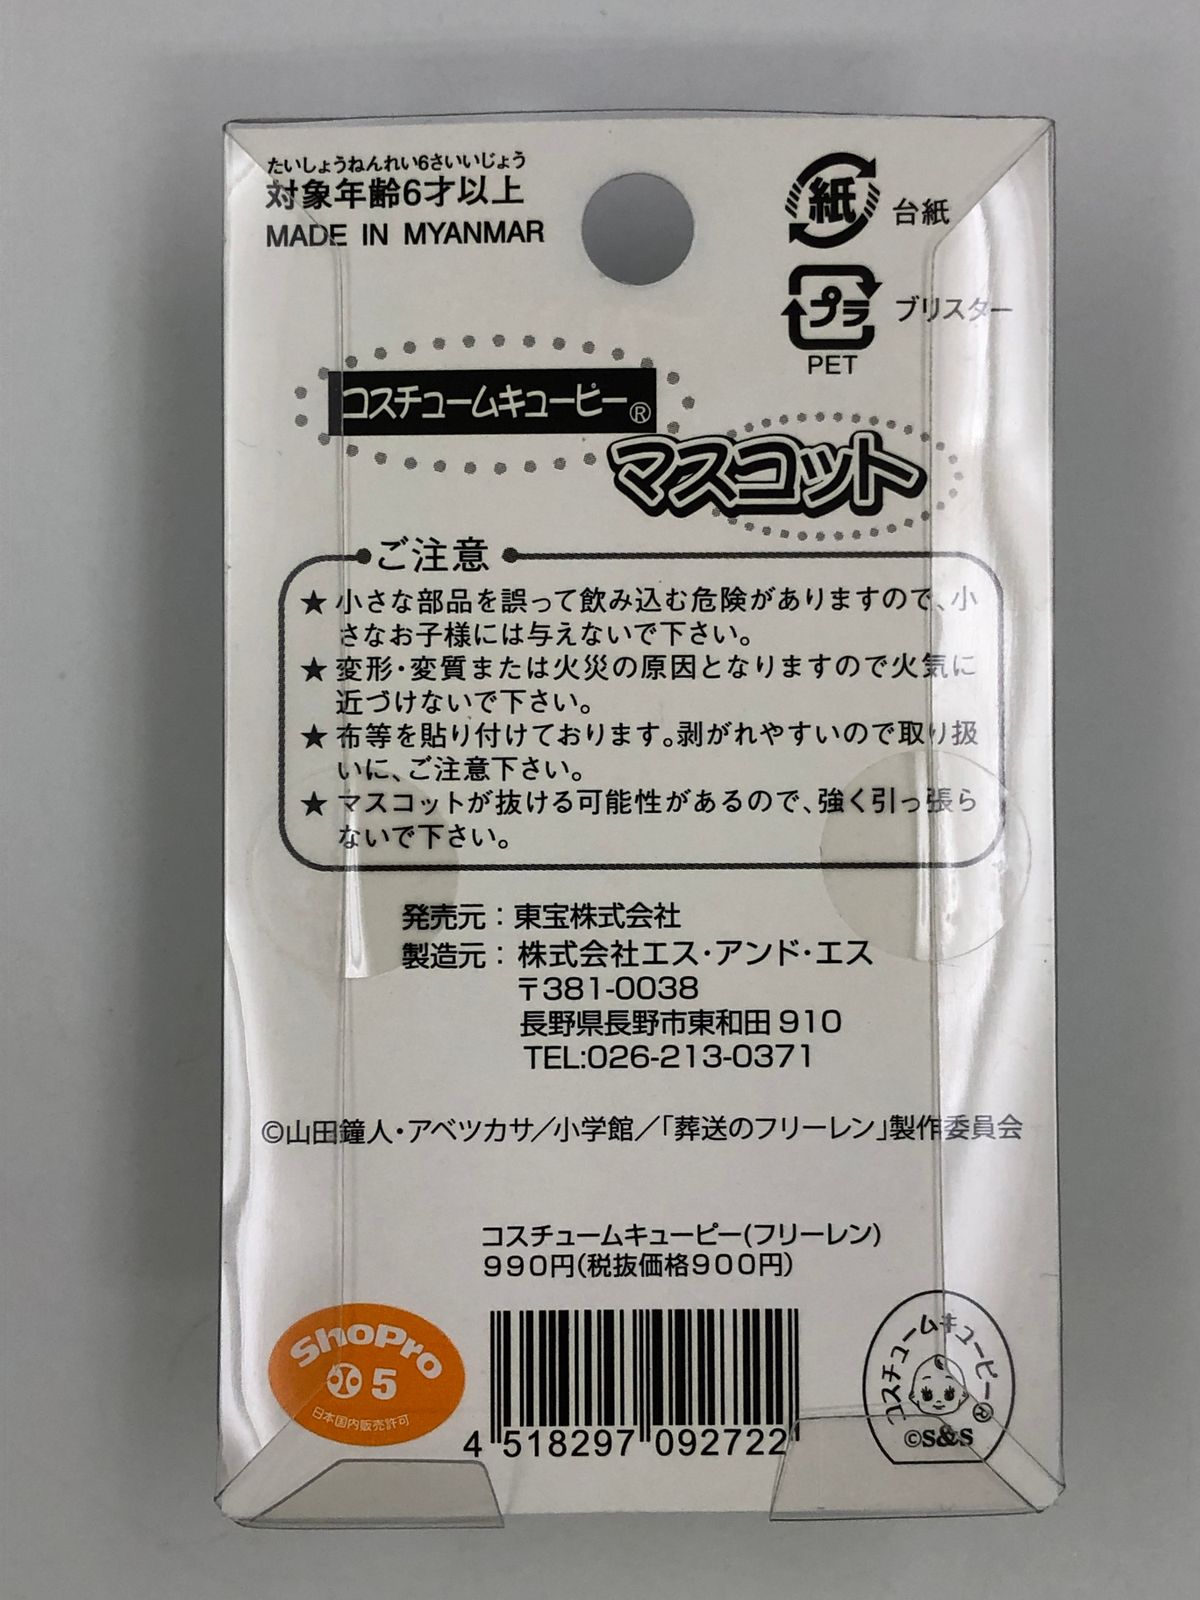 たいしょうねんれい6さいいじょう
対象年齢6才以上
MADE IN MYANMAR
紙
台紙
プラ
ブリスター
PET
コスチュームキューピー®
マスコット
ご注意
★小さな部品を誤って飲み込む危険がありますので、小
さなお子様には与えないで下さい。
★変形・変質または火災の原因となりますので火気に
近づけないで下さい。
★布等を貼り付けております。剥がれやすいので取り扱
いに、ご注意下さい。
★マスコットが抜ける可能性があるので、強く引っ張ら
ないで下さい。
発売元：東宝株式会社
製造元：株式会社エス・アンド・エス
〒381-0038
長野県長野市東和田910
TEL:026-213-0371
©山田鐘人・アベツカサ／小学館／「葬送のフリーレン」製作委員会
コスチュームキューピー(フリーレン)
990円(税抜価格900円)
ShoPro
5
日本国内販売許可
4 518297 092722
コスチュームキューピー®
©S&S